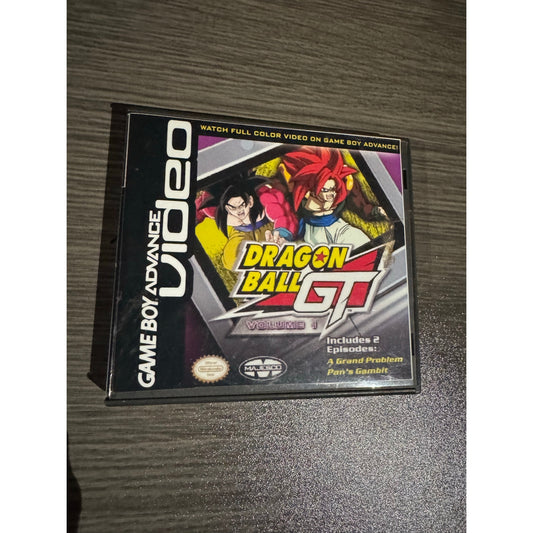 WATCH FULL COLOR VIDEO ON GAME BOY ADVANCE!
GAME BOY ADVANCE
video
DRAGON
BALL
GT
VOLUME 1
Includes 2
Episodes:
A Grand Problem
Pan's Gambit
Nintendo
MAJESCO